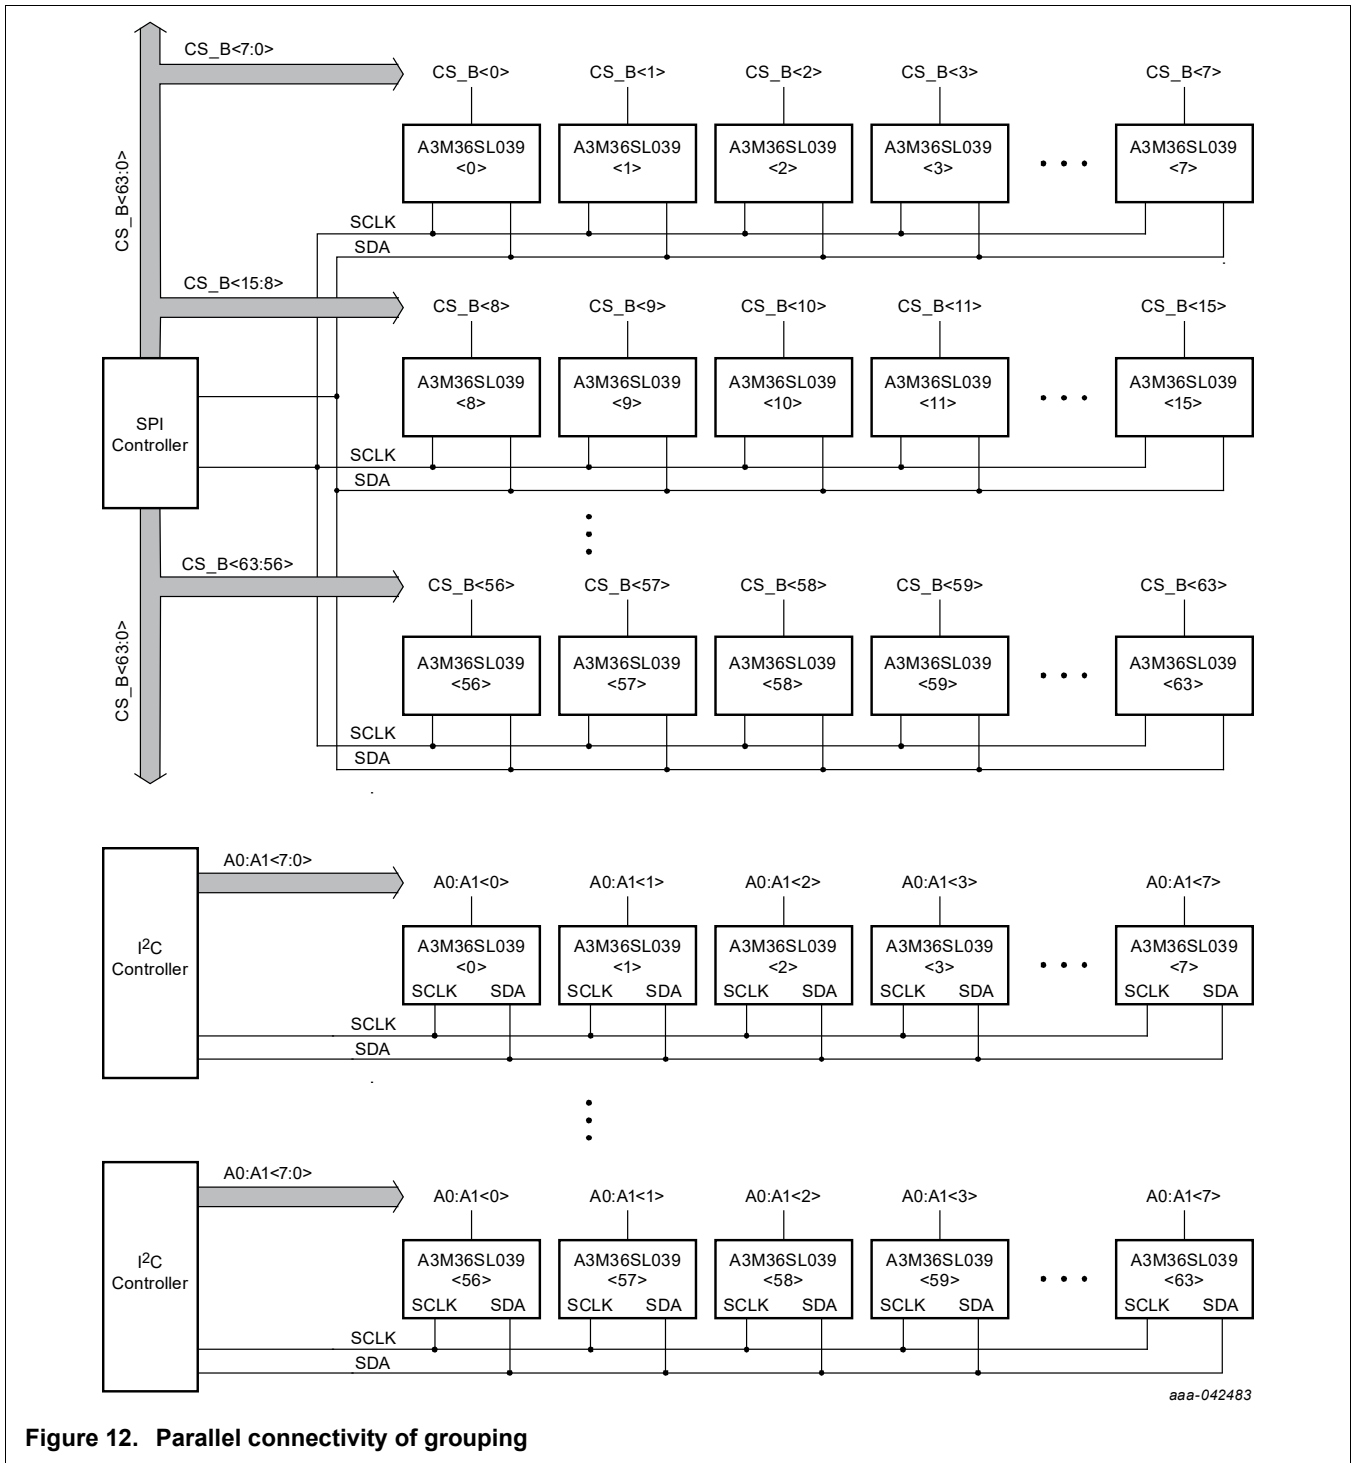 CS_B<7:0>
CS_B<0> CS_B<1> CS_B<2> CS_B<3> CS_B<7>
A3M36SL039 A3M36SL039 A3M36SL039 A3M36SL039 A3M36SL039
<0> <1> <2> <3> • • • <7>
CS_B<63:0>
SCLK
SDA
CS_B<15:8>
CS_B<8> CS_B<9> CS_B<10> CS_B<11> CS_B<15>
A3M36SL039 A3M36SL039 A3M36SL039 A3M36SL039 A3M36SL039
<8> <9> <10> <11> • • • <15>
SPI
Controller
SCLK
SDA
CS_B<63:56>
CS_B<56> CS_B<57> CS_B<58> CS_B<59> CS_B<63>
CS_B<63:0>
A3M36SL039 A3M36SL039 A3M36SL039 A3M36SL039 A3M36SL039
<56> <57> <58> <59> • • • <63>
SCLK
SDA
A0:A1<7:0>
A0:A1<0> A0:A1<1> A0:A1<2> A0:A1<3> A0:A1<7>
I2C
Controller
A3M36SL039 A3M36SL039 A3M36SL039 A3M36SL039 A3M36SL039
<0> <1> <2> <3> • • • <7>
SCLK SDA SCLK SDA SCLK SDA SCLK SDA SCLK SDA
SCLK
SDA
A0:A1<7:0>
A0:A1<0> A0:A1<1> A0:A1<2> A0:A1<3> A0:A1<7>
I2C
Controller
A3M36SL039 A3M36SL039 A3M36SL039 A3M36SL039 A3M36SL039
<56> <57> <58> <59> • • • <63>
SCLK SDA SCLK SDA SCLK SDA SCLK SDA SCLK SDA
SCLK
SDA
aaa-042483
Figure 12. Parallel connectivity of grouping